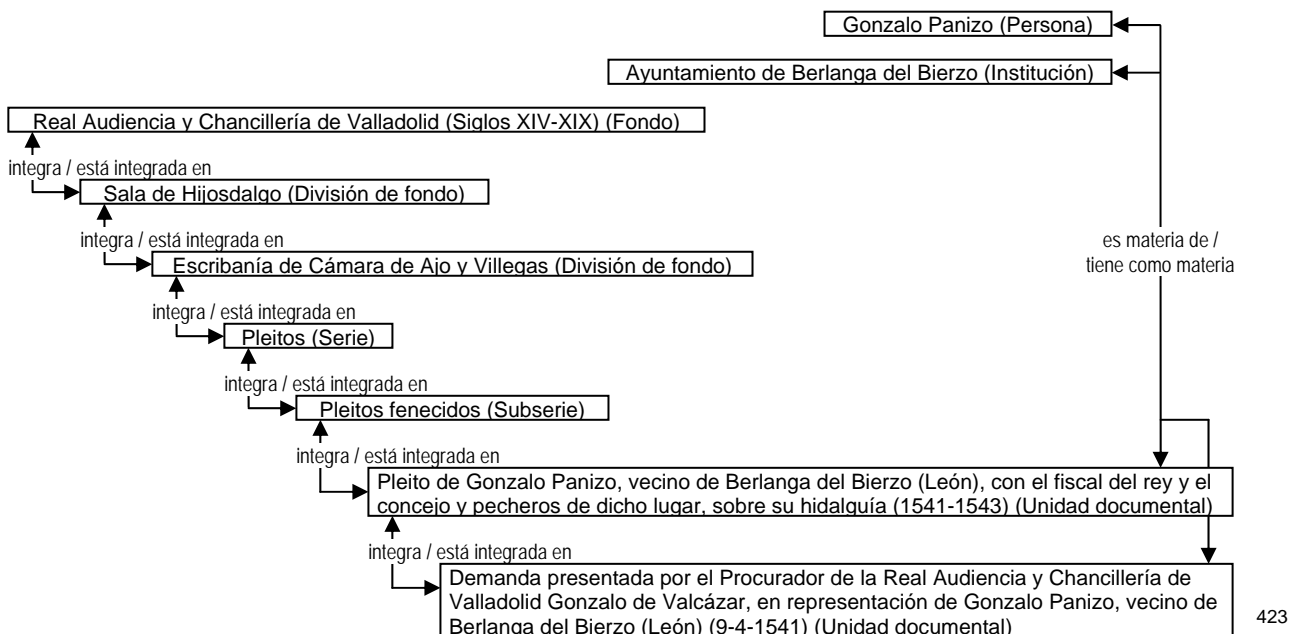 Gonzalo Panizo (Persona)
Ayuntamiento de Berlanga del Bierzo (Institución)
Real Audiencia y Chancillería de Valladolid (Siglos XIV-XIX) (Fondo)
integra / está integrada en
Sala de Hijosdalgo (División de fondo)
integra / está integrada en
es materia de /
tiene como materia
Escribanía de Cámara de Ajo y Villegas (División de fondo)
integra / está integrada en
Pleitos (Serie)
integra / está integrada en
Pleitos fenecidos (Subserie)
integra / está integrada en
Pleito de Gonzalo Panizo, vecino de Berlanga del Bierzo (León), con el fiscal del rey y el
concejo y pecheros de dicho lugar, sobre su hidalguía (1541-1543) (Unidad documental)
integra / está integrada en
Demanda presentada por el Procurador de la Real Audiencia y Chancillería de
Valladolid Gonzalo de Valcázar, en representación de Gonzalo Panizo, vecino de
Berlanga del Bierzo (León) (9-4-1541) (Unidad documental)
423